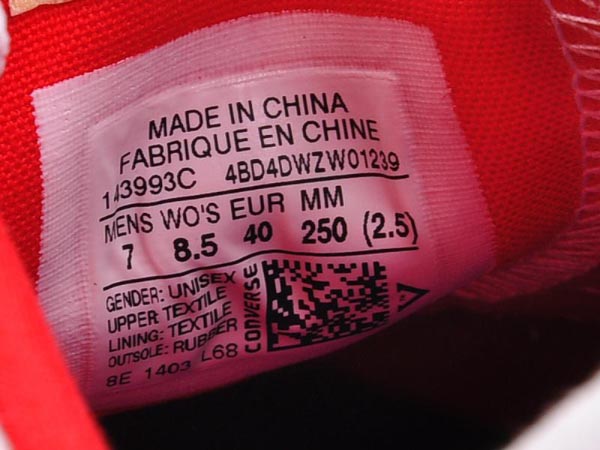 MADE IN CHINA
FABRIQUE EN CHINE
143993C 4BD4DWZW01239
MENS WO'S EUR MM
7 8.5 40 250 (2.5)
GENDER: UNISEX
UPPER: TEXTILE
LINING: TEXTILE
OUTSOLE: RUBBER
8E 1403 L68
CONVERSE